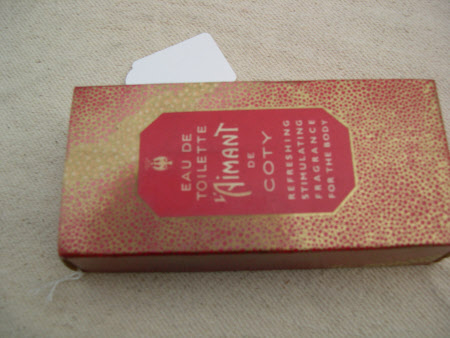 EAU DE
TOILETTE
L'AIMANT
DE
COTY
REFRESHING
STIMULATING
FRAGRANCE
FOR THE BODY